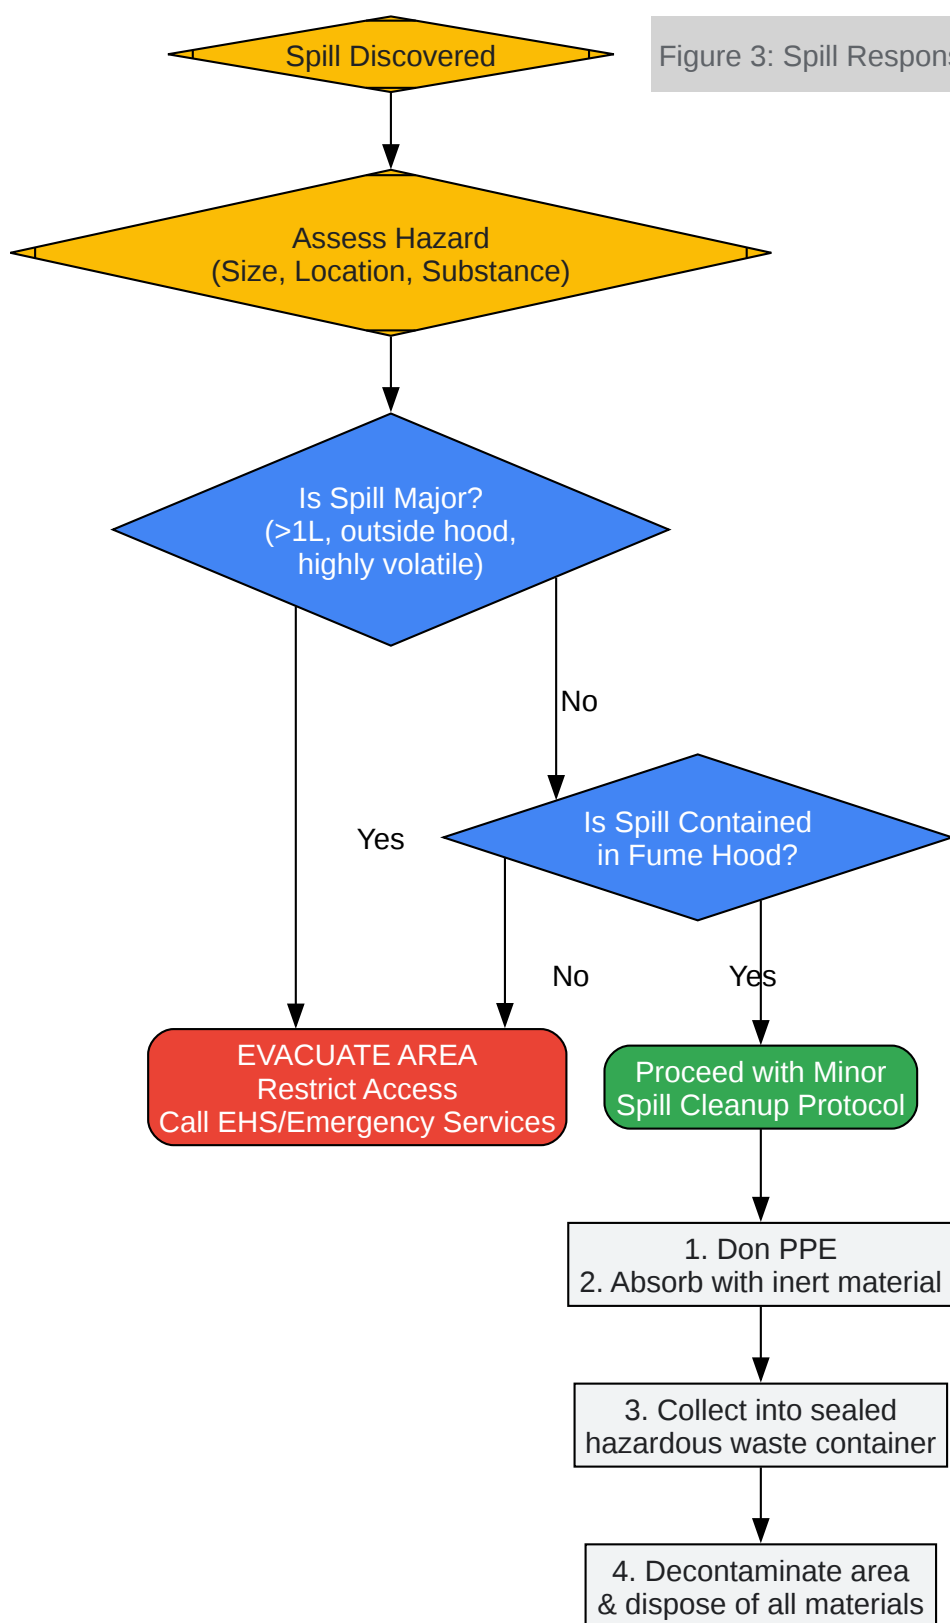 Spill Discovered
Figure 3: Spill Respons
Assess Hazard
(Size, Location, Substance)
Is Spill Major?
(>1L, outside hood,
highly volatile)
No
Is Spill Contained
in Fume Hood?
Yes
No
Yes
EVACUATE AREA
Restrict Access
Call EHS/Emergency Services
Proceed with Minor
Spill Cleanup Protocol
1. Don PPE
2. Absorb with inert material
3. Collect into sealed
hazardous waste container
4. Decontaminate area
& dispose of all materials